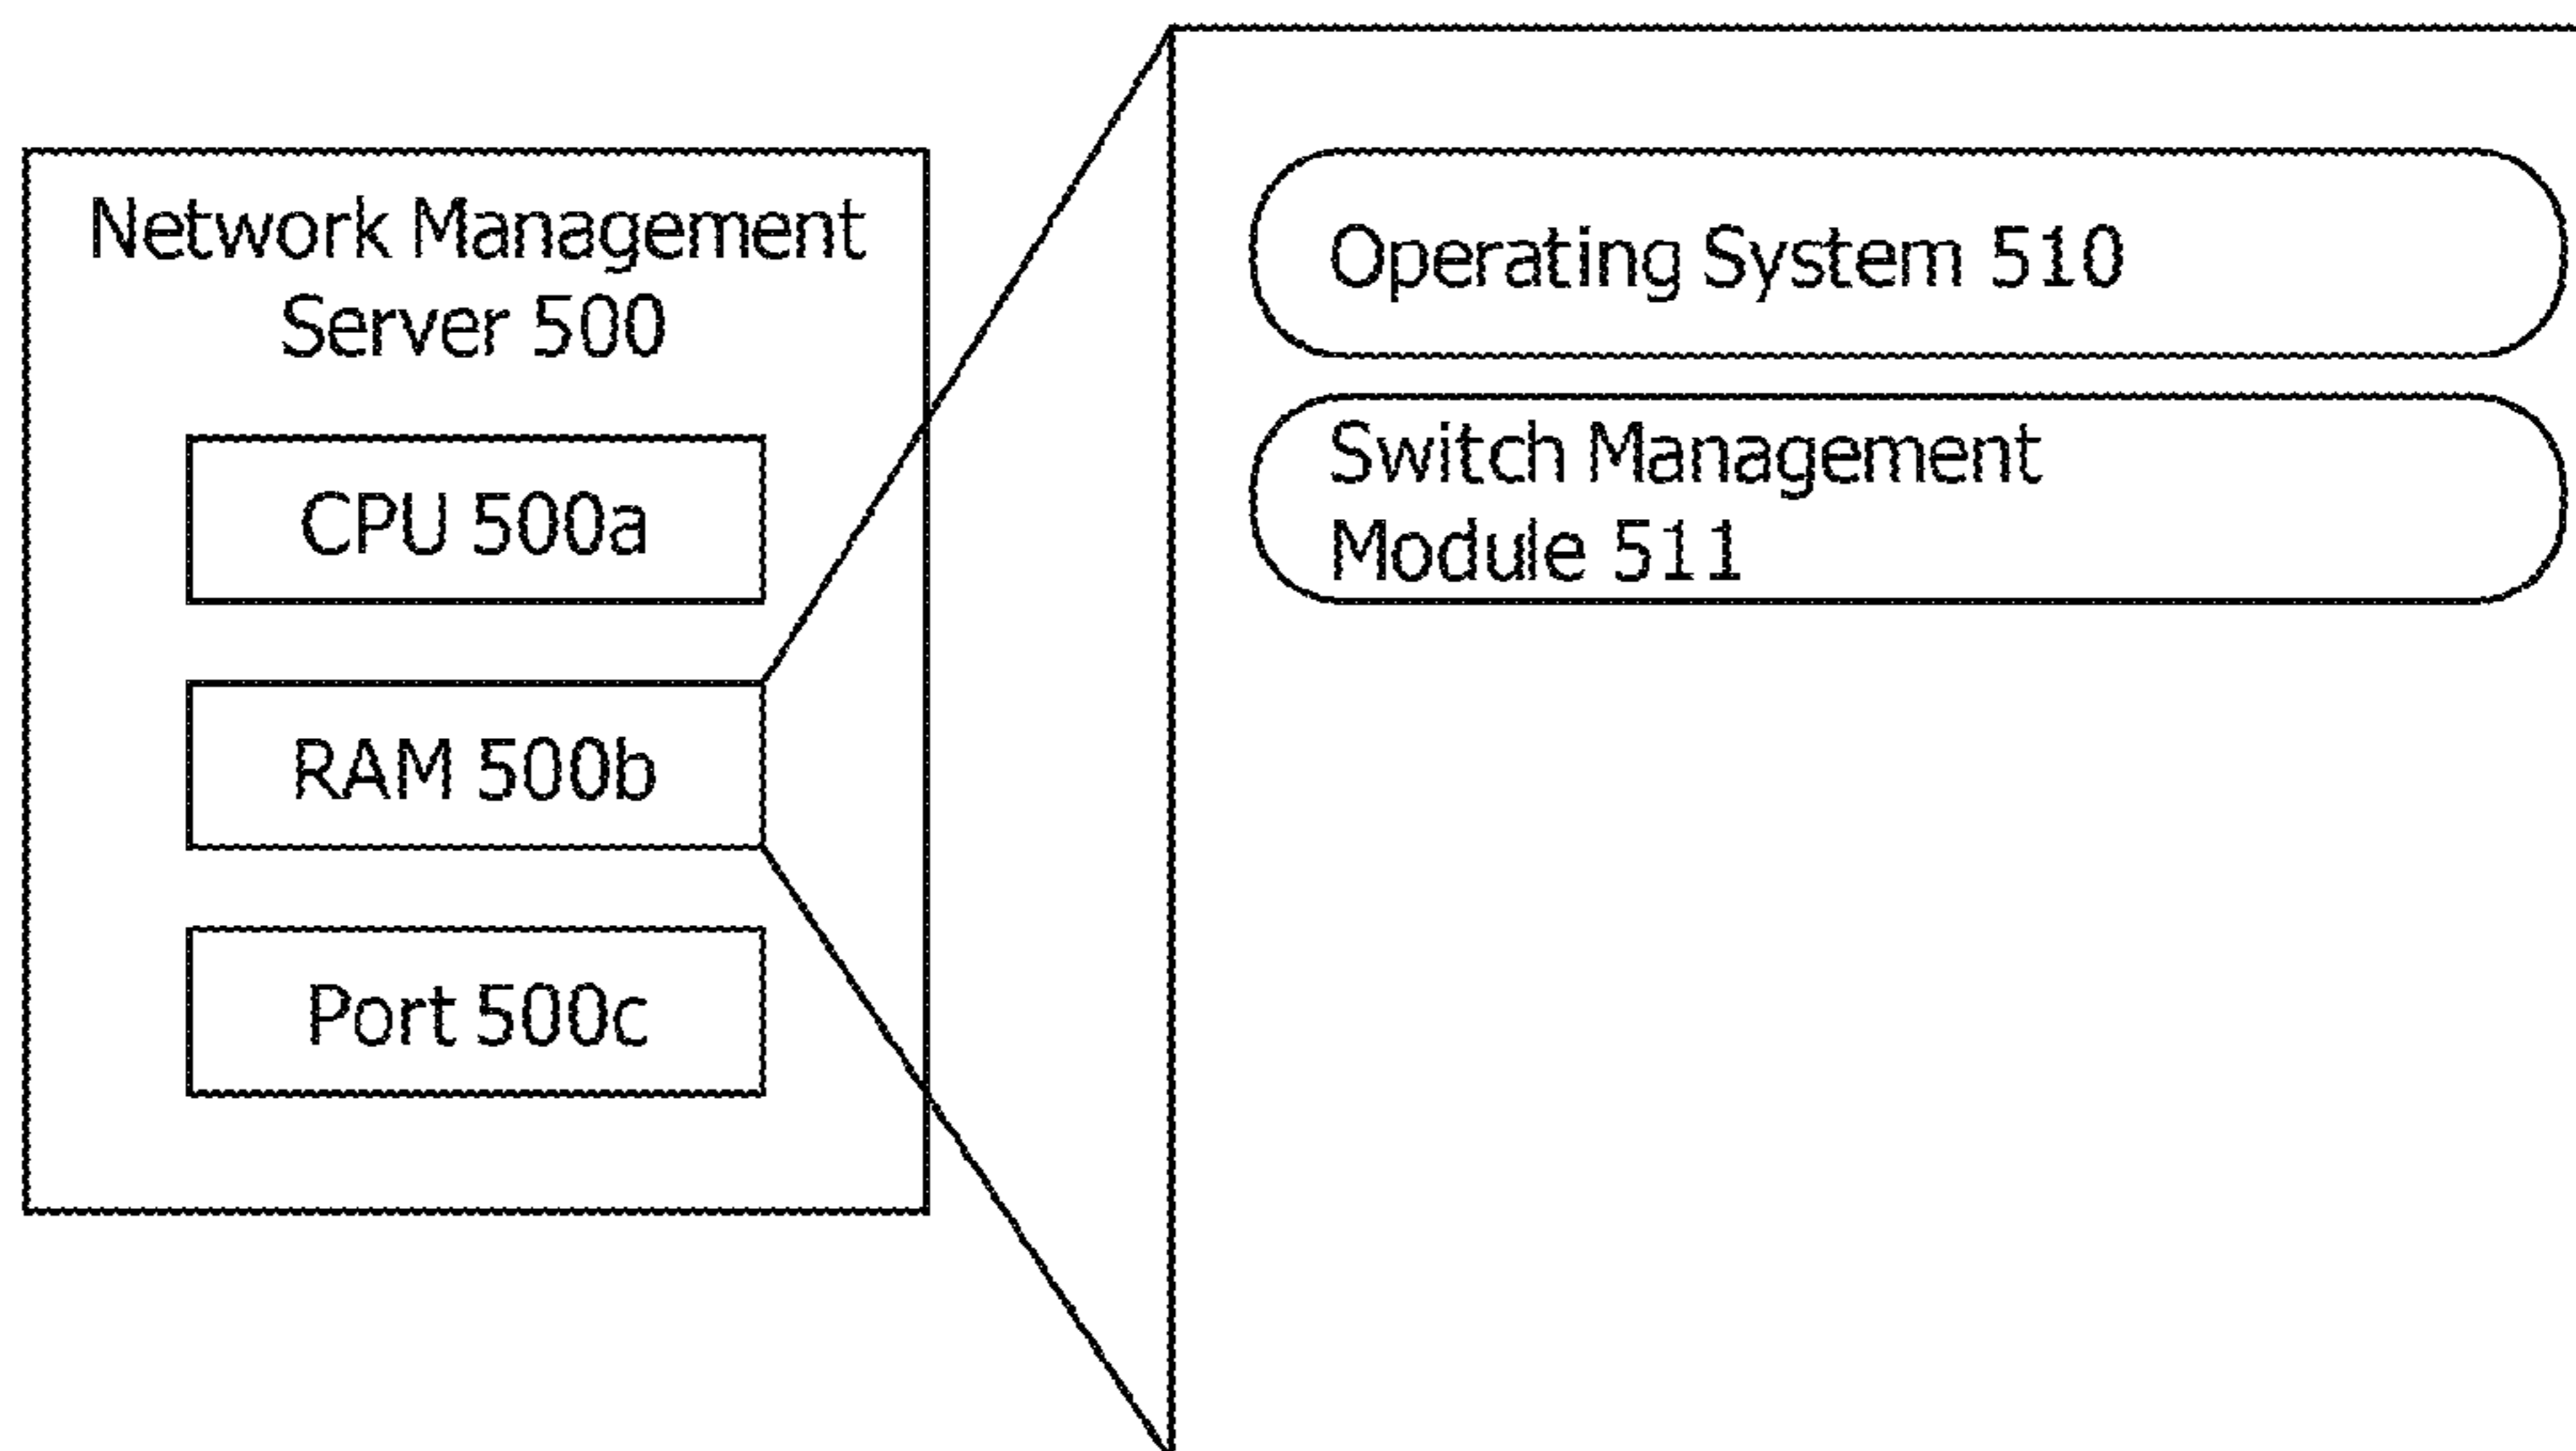 Network Management
Server 500
CPU 500a
RAM 500b
Port 500c
Operating System 510
Switch Management
Module 511